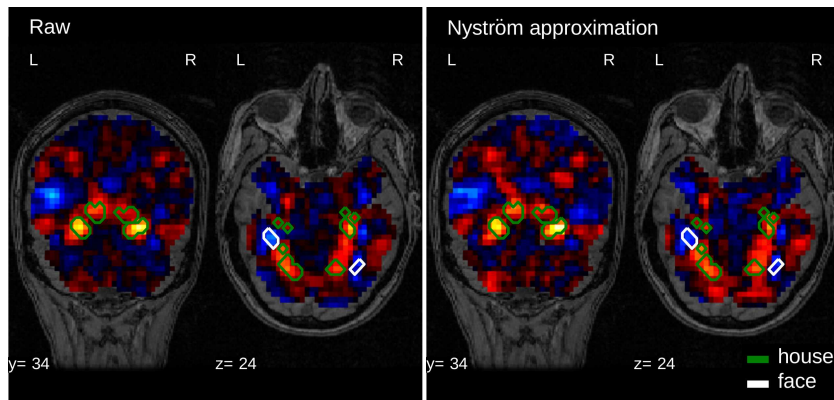 Raw
L R L R
y= 34 z= 24
Nyström approximation
L R L R
y= 34 z= 24
house
face